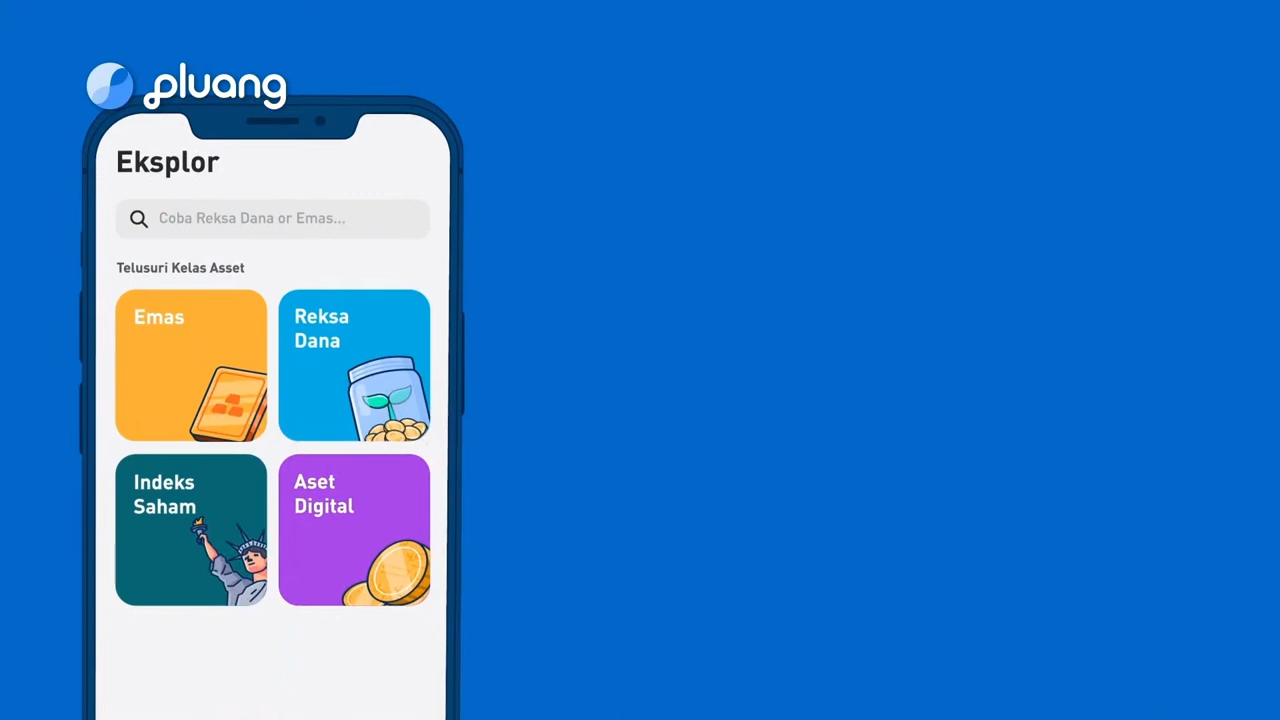 pluang
Eksplor
Coba Reksa Dana or Emas...
Telusuri Kelas Asset
Emas
Reksa
Dana
Indeks
Saham
Aset
Digital